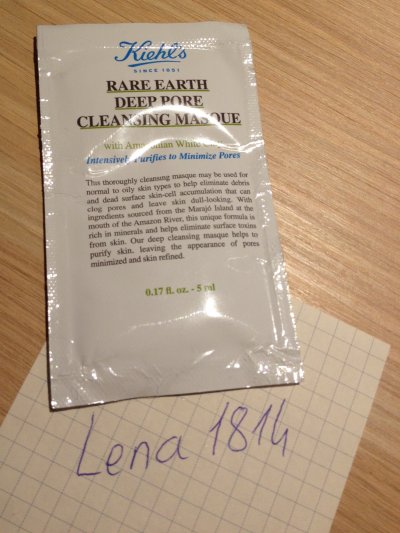 Kiehl's
SINCE 1851
RARE EARTH
DEEP PORE
CLEANSING MASQUE
with Amazonian White Clay
Intensively Purifies to Minimize Pores
This thoroughly cleansing masque may be used for
normal to oily skin types to help eliminate debris
and dead surface skin-cell accumulation that can
clog pores and leave skin dull-looking. With
ingredients sourced from the Marajó Island at the
mouth of the Amazon River, this unique formula is
rich in minerals and helps eliminate surface toxins
from skin. Our deep cleansing masque helps to
purify skin, leaving the appearance of pores
minimized and skin refined.
0.17 fl. oz. - 5 ml
Lena 1814